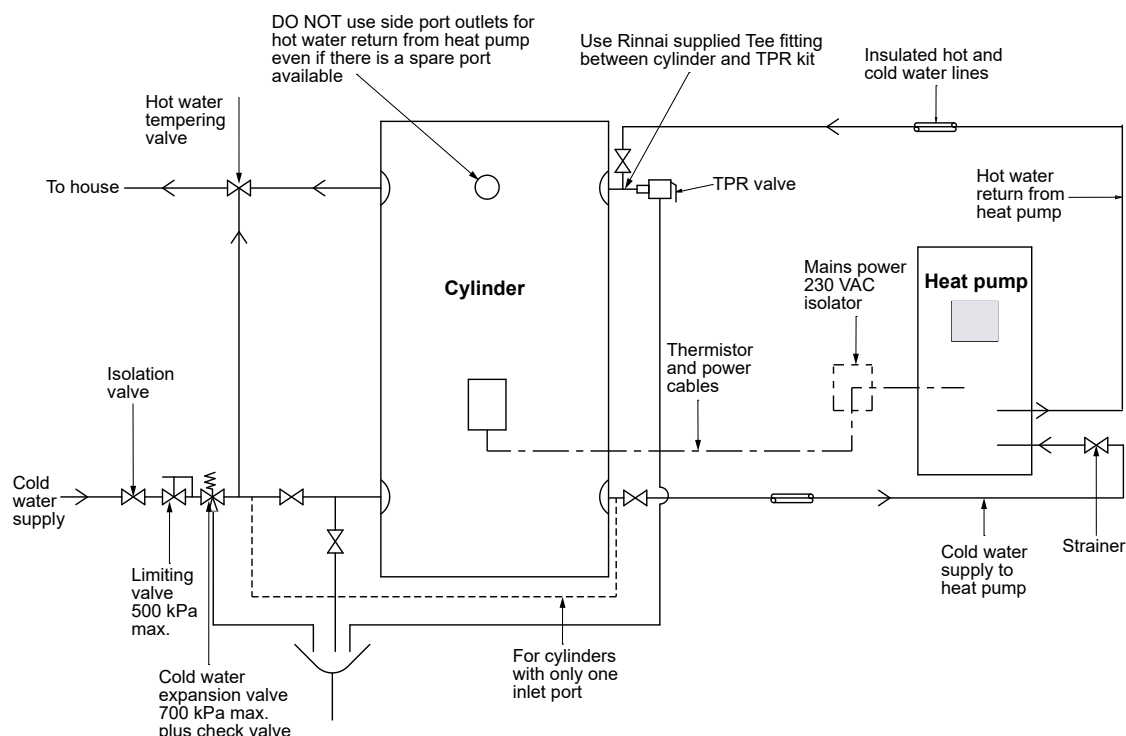 DO NOT use side port outlets for
hot water return from heat pump
even if there is a spare port
available
Use Rinnai supplied Tee fitting
between cylinder and TPR kit
Insulated hot and
cold water lines
Hot water
tempering
valve
To house
TPR valve
Hot water
return from
heat pump
Cylinder
Mains power
230 VAC
isolator
Heat pump
Thermistor
and power
cables
Isolation
valve
Cold
water
supply
Limiting
valve
500 kPa
max.
Cold water
supply to
heat pump
Strainer
For cylinders
with only one
inlet port
Cold water
expansion valve
700 kPa max.
plus check valve